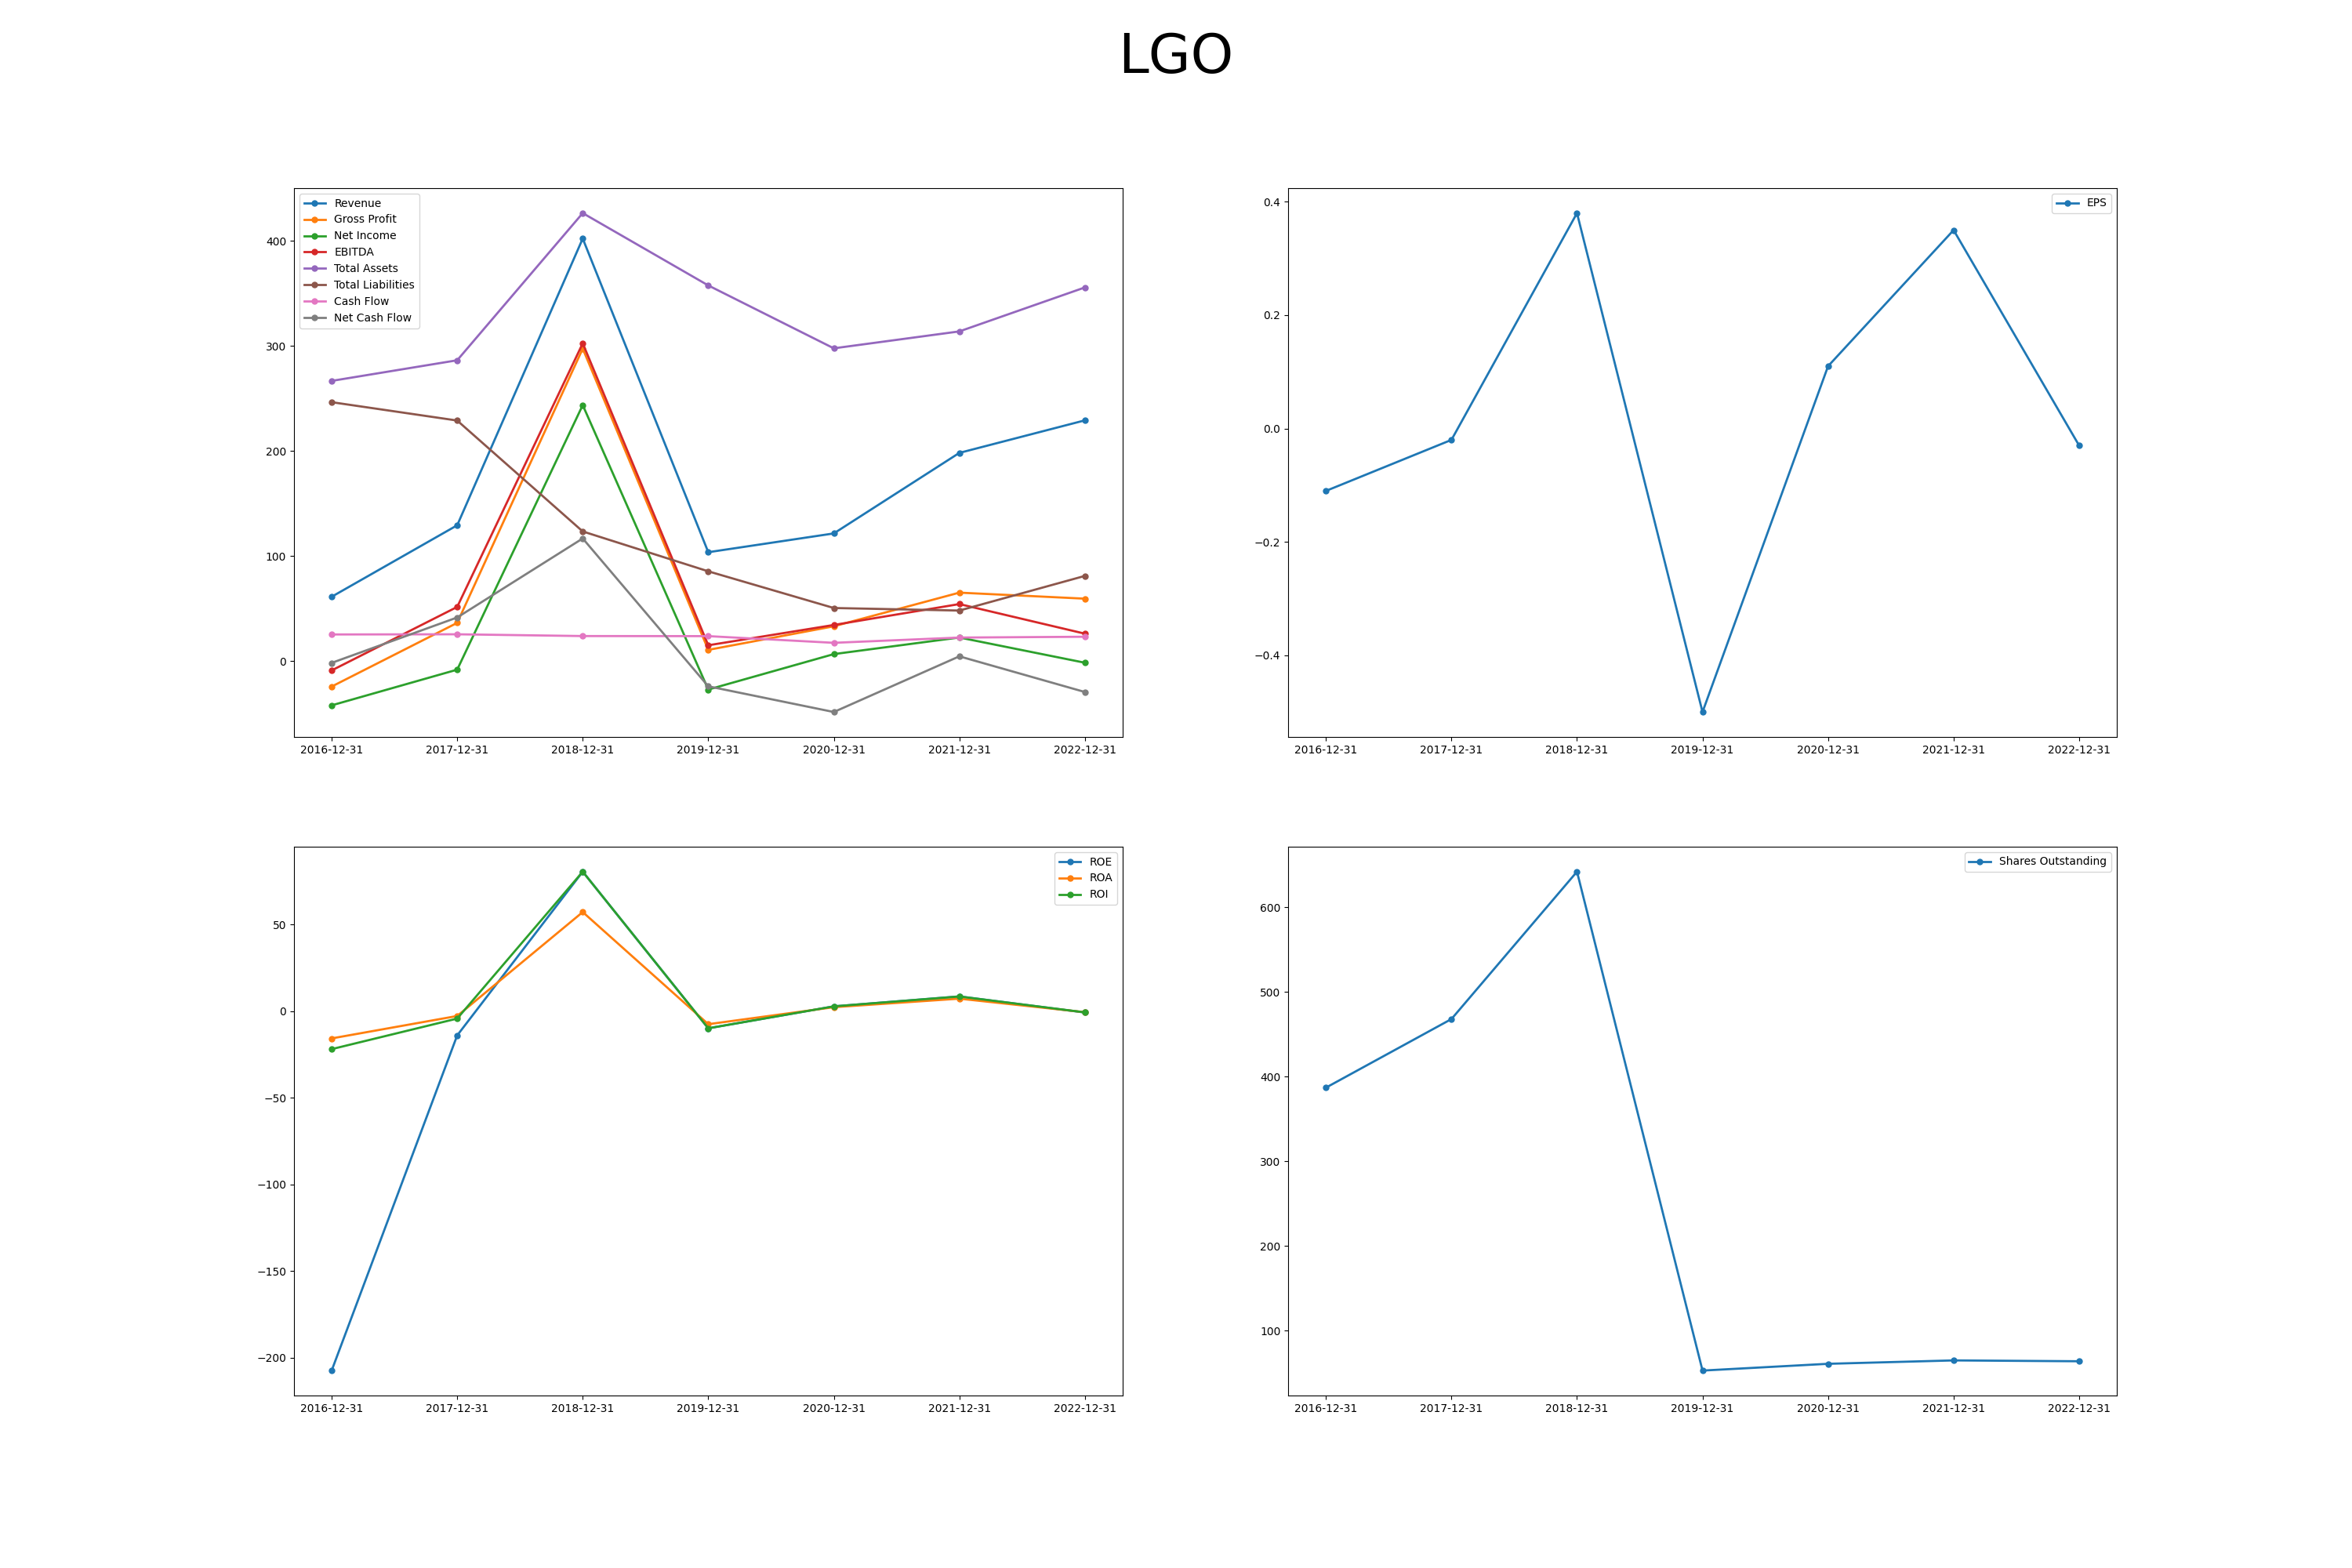 LGO
Revenue
Gross Profit
Net Income
EBITDA
Total Assets
Total Liabilities
Cash Flow
Net Cash Flow
400
300
200
100
0
2016-12-31 2017-12-31 2018-12-31 2019-12-31 2020-12-31 2021-12-31 2022-12-31
EPS
0.4
0.2
0.0
−0.2
−0.4
2016-12-31 2017-12-31 2018-12-31 2019-12-31 2020-12-31 2021-12-31 2022-12-31
ROE
ROA
ROI
50
0
−50
−100
−150
−200
2016-12-31 2017-12-31 2018-12-31 2019-12-31 2020-12-31 2021-12-31 2022-12-31
Shares Outstanding
600
500
400
300
200
100
2016-12-31 2017-12-31 2018-12-31 2019-12-31 2020-12-31 2021-12-31 2022-12-31